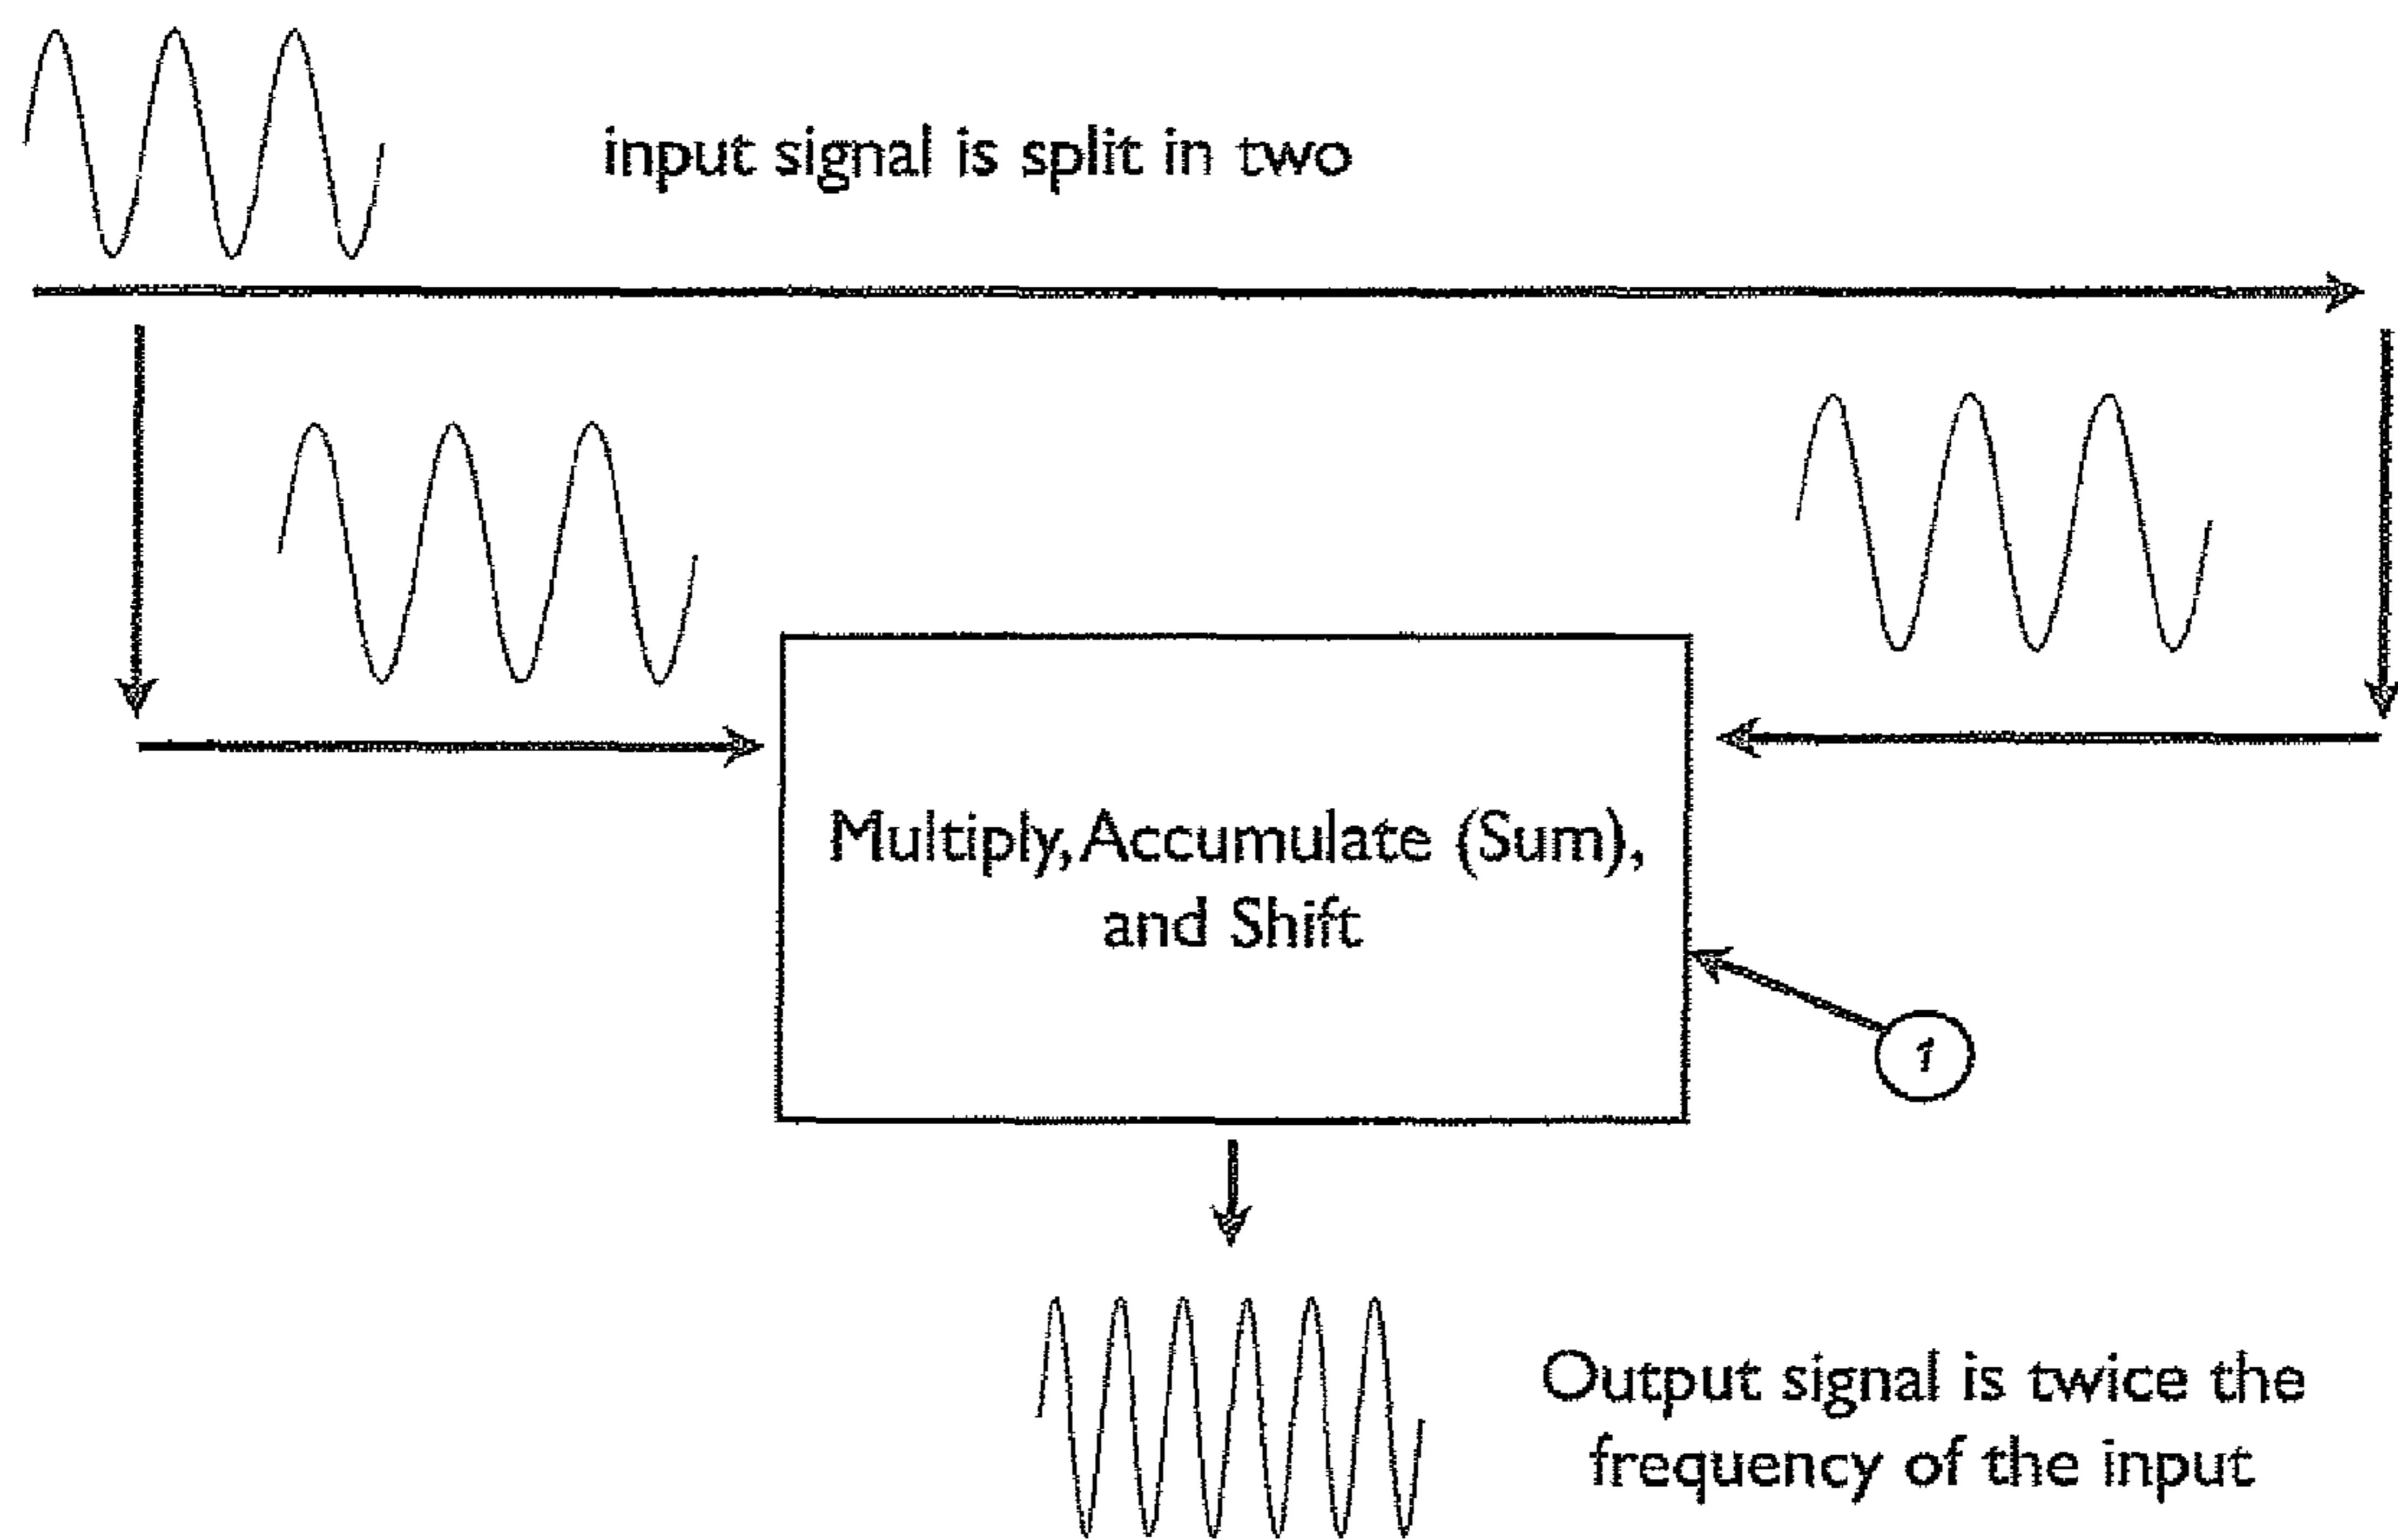 input signal is split in two
Multiply, Accumulate (Sum),
and Shift
1
Output signal is twice the
frequency of the input